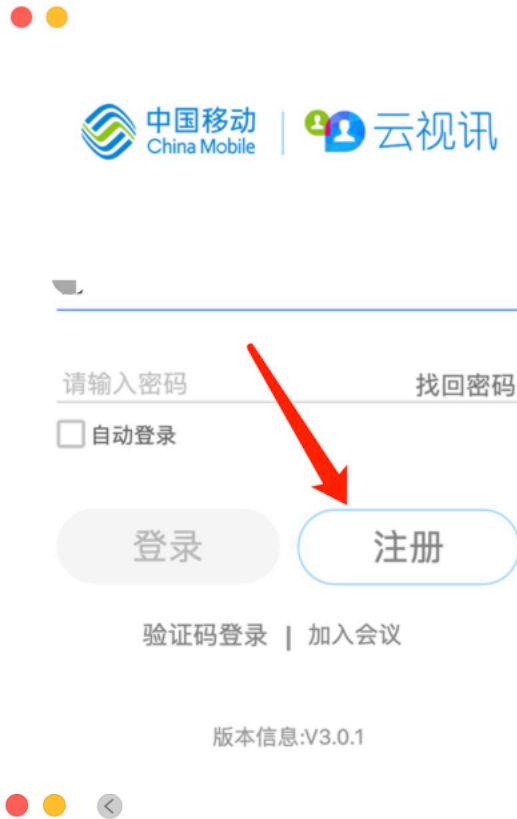 中国移动
China Mobile
云视讯
请输入密码
找回密码
自动登录
登录
注册
验证码登录 | 加入会议
版本信息:V3.0.1